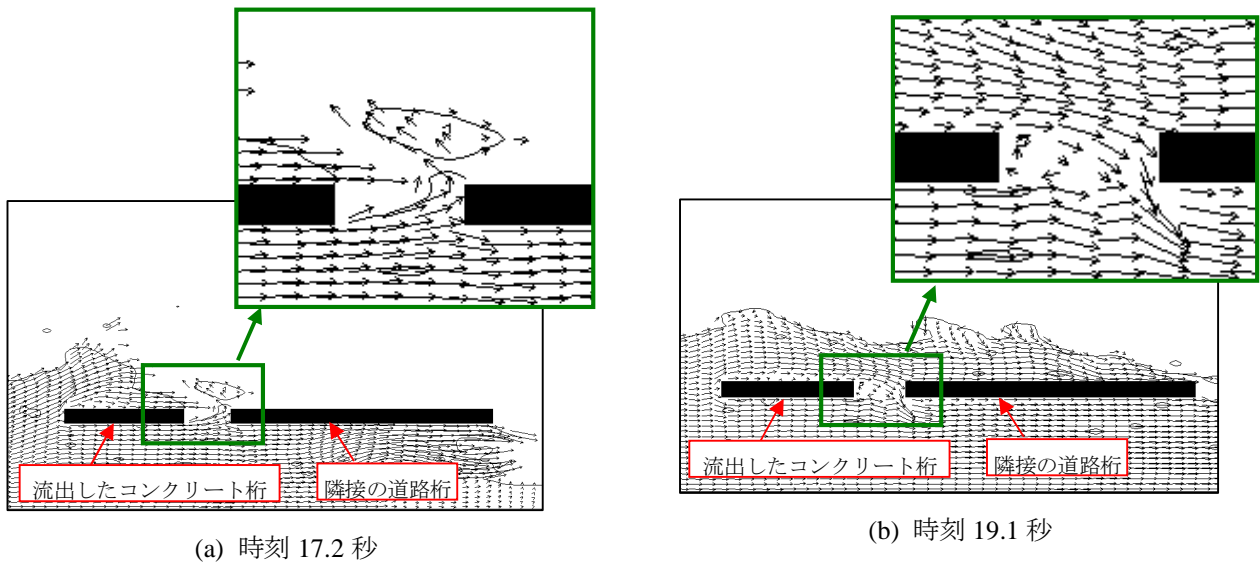 流出したコンクリート桁
隣接の道路桁
(a) 時刻 17.2 秒
流出したコンクリート桁
隣接の道路桁
(b) 時刻 19.1 秒